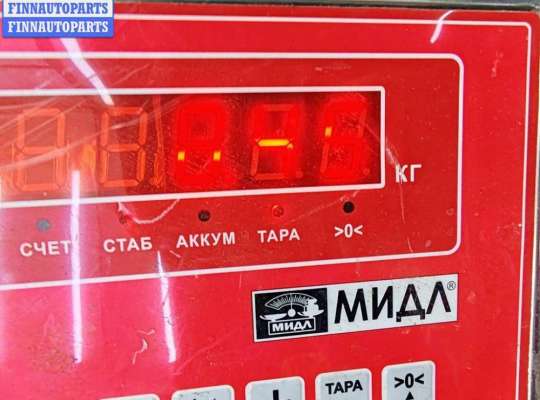 FINNAUTOPARTS
FINNAUTOPARTS
КГ
СЧЕТ СТАБ АККУМ ТАРА >0<
МИДЛ МИДЛ®
ТАРА >0<